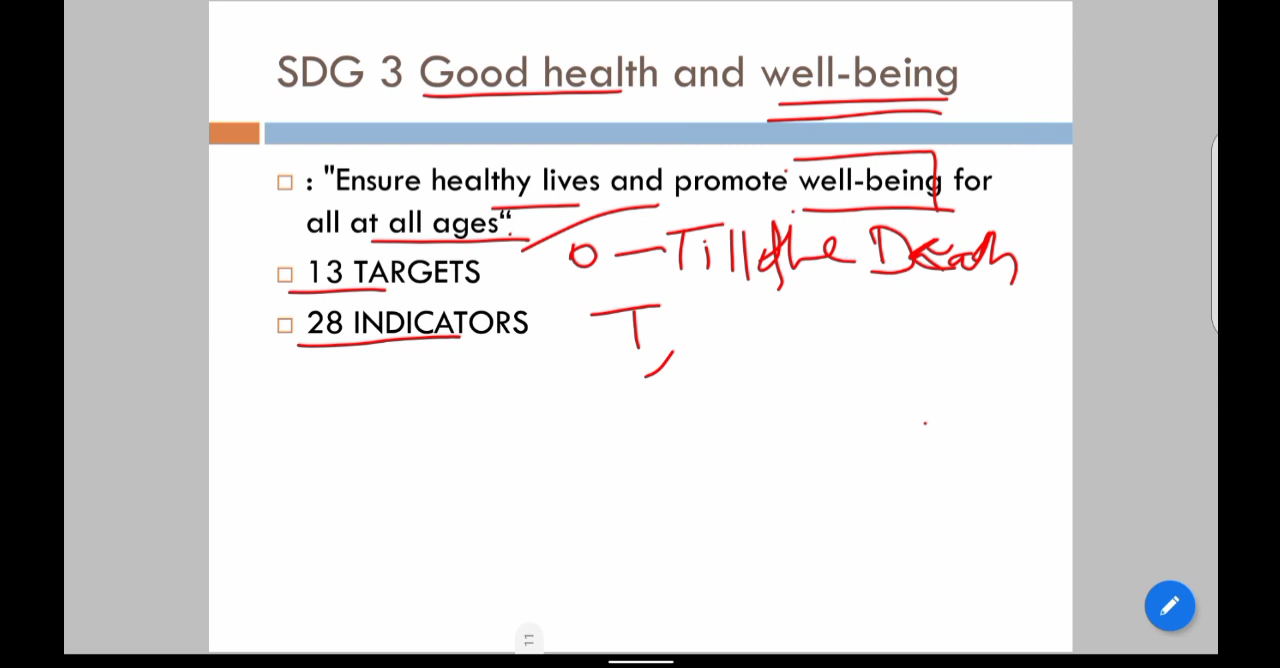 SDG 3 Good health and well-being
: "Ensure healthy lives and promote well-being for
all at all ages“.
0 — Till the Death
13 TARGETS
28 INDICATORS
T,
11